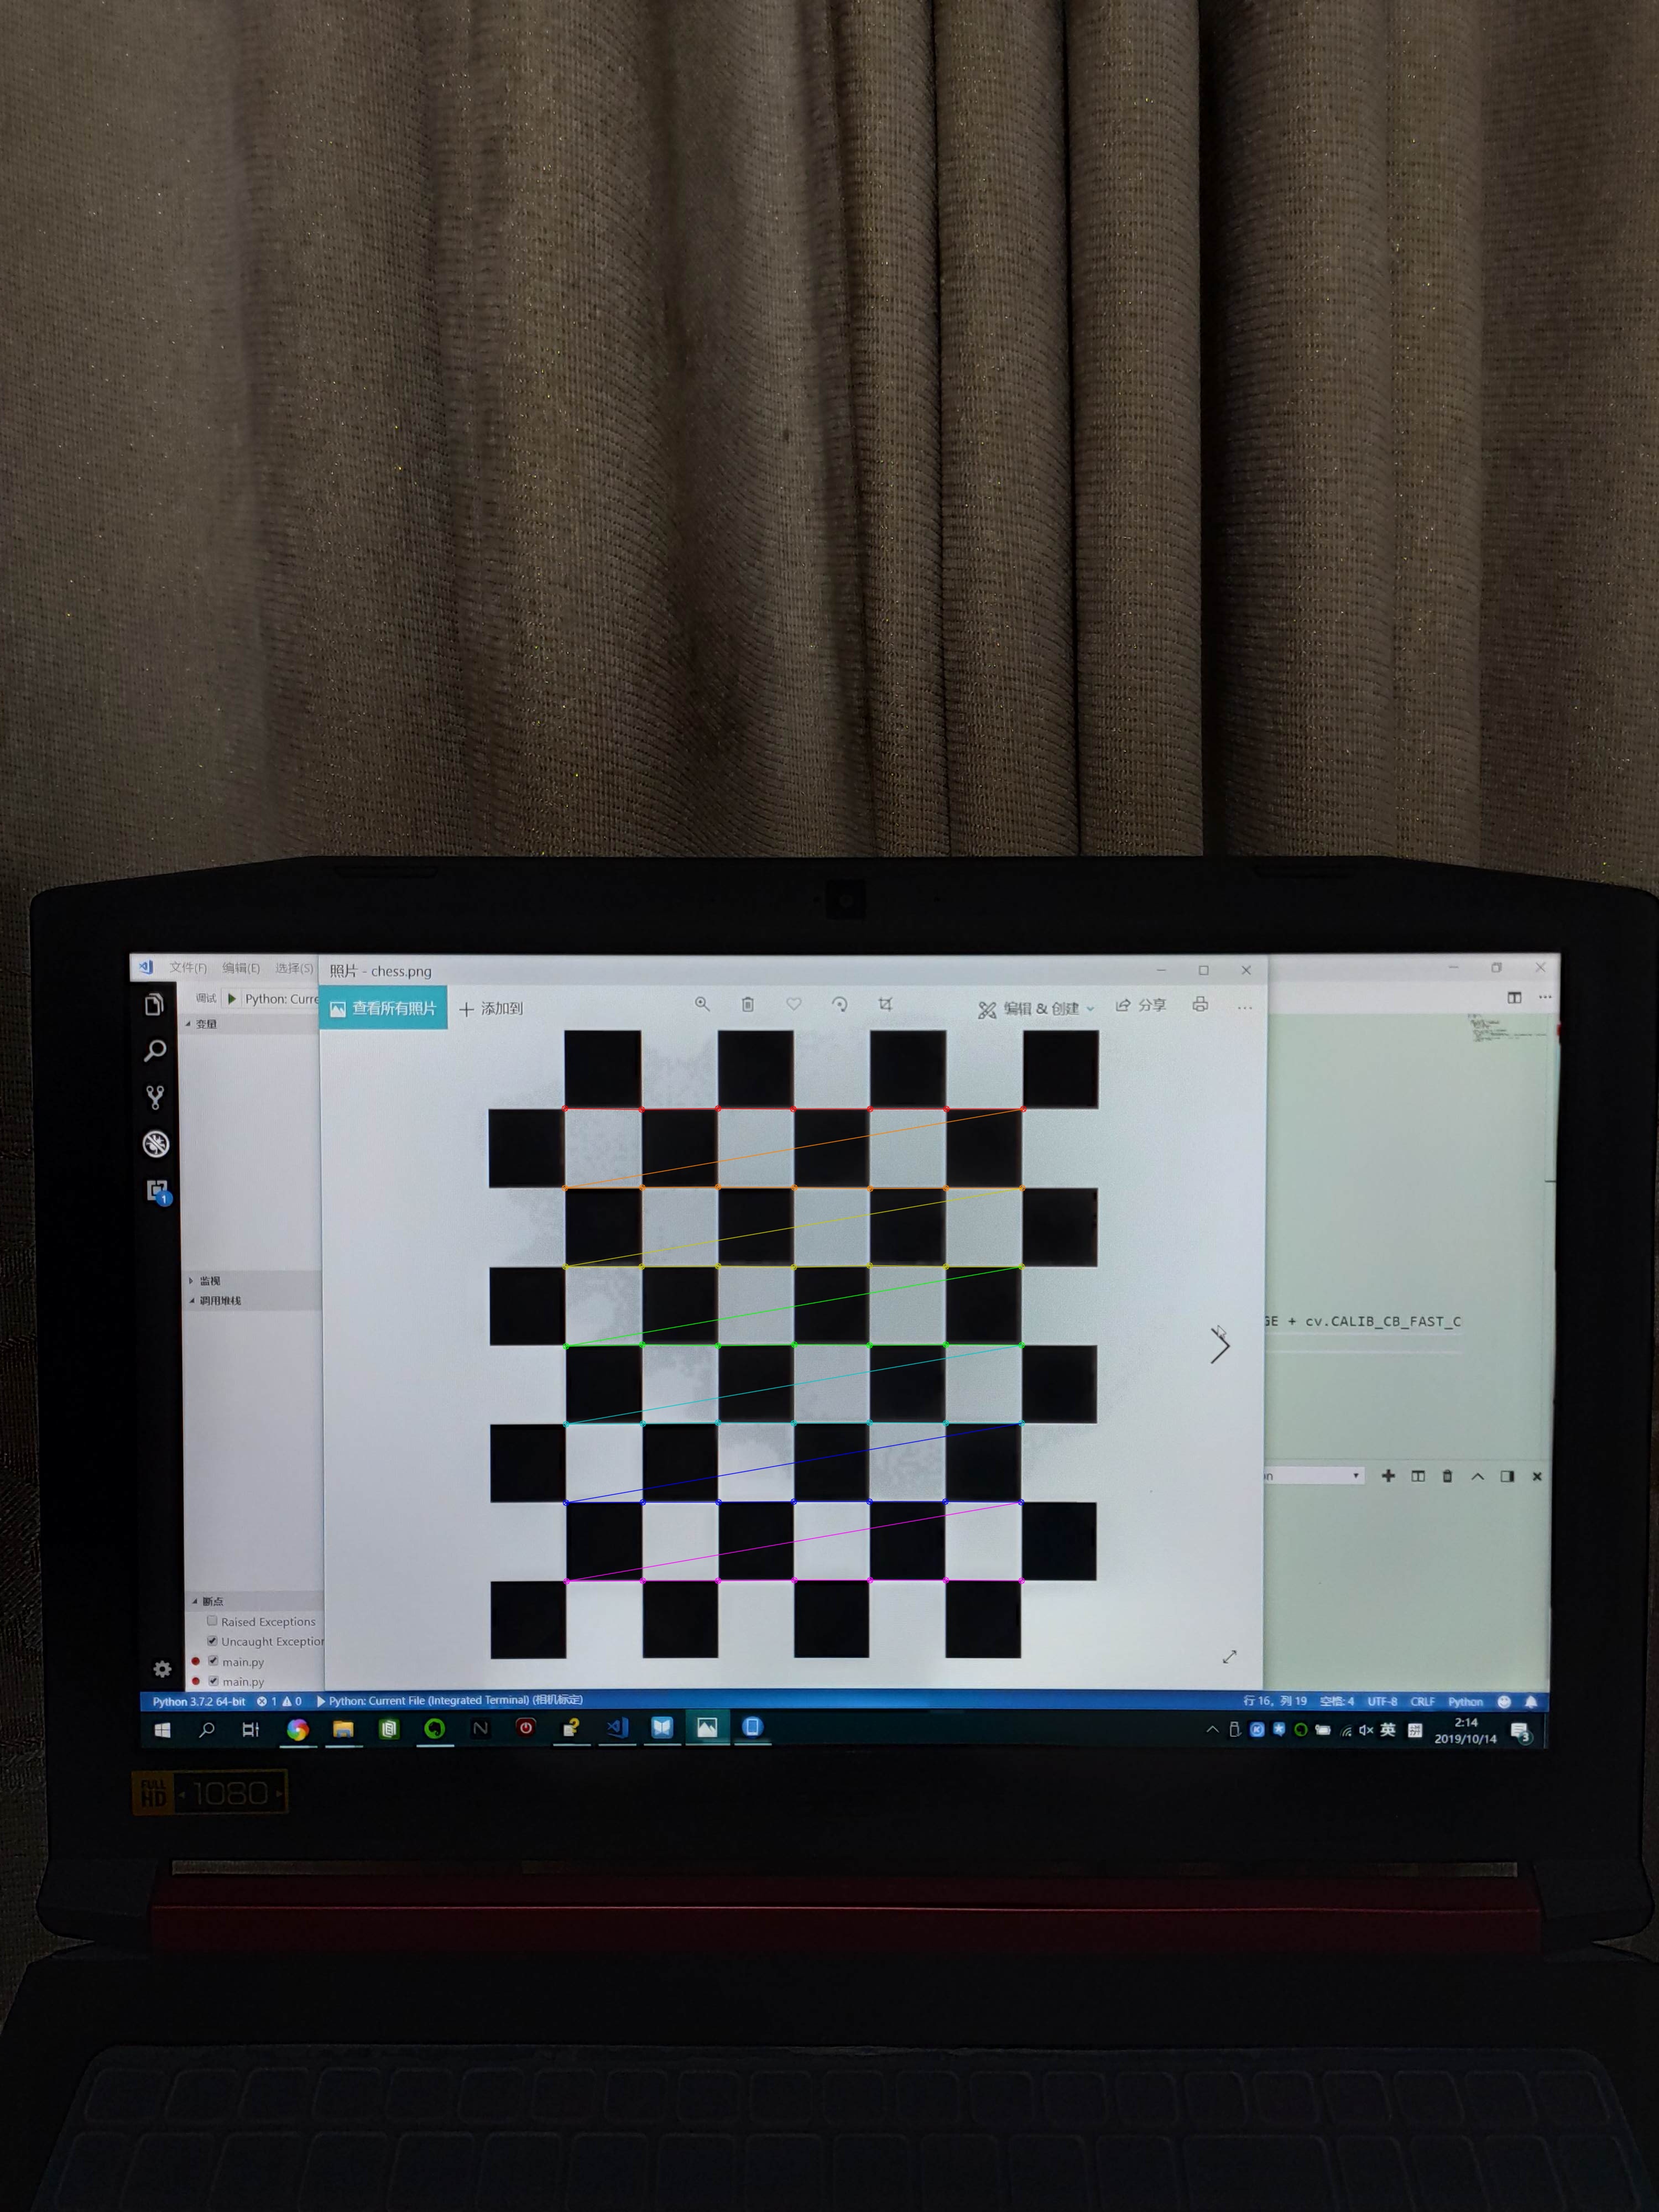 文件(F) 编辑(E) 选择(S)
照片 - chess.png
调试 Python: Curre
查看所有照片 添加到 编辑 & 创建 分享
变量
1
监视
调用堆栈
GE + cv.CALIB_CB_FAST_C
on
断点
Raised Exceptions
Uncaught Exception
main.py
main.py
Python 3.7.2 64-bit 1 0 Python: Current File (Integrated Terminal) (相机标定) 行 16，列 19 空格: 4 UTF-8 CRLF Python
英 拼 2:14
2019/10/14 3
FULL HD 1080